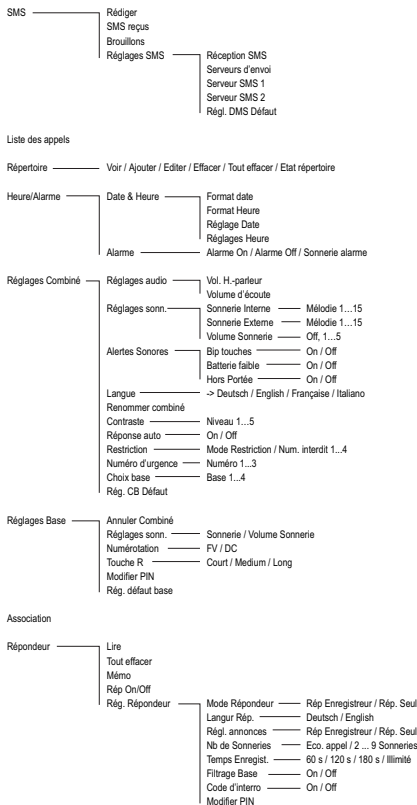 SMS Rédiger
SMS reçus
Brouillons
Réglages SMS Réception SMS
Serveurs d'envoi
Serveur SMS 1
Serveur SMS 2
Régl. DMS Défaut
Liste des appels
Répertoire Voir / Ajouter / Editer / Effacer / Tout effacer / Etat répertoire
Heure/Alarme Date & Heure Format date
Format Heure
Réglage Date
Réglages Heure
Alarme Alarme On / Alarme Off / Sonnerie alarme
Réglages Combiné Réglages audio Vol. H.-parleur
Volume d'écoute
Réglages sonn. Sonnerie Interne Mélodie 1…15
Sonnerie Externe Mélodie 1…15
Volume Sonnerie Off, 1…5
Alertes Sonores Bip touches On / Off
Batterie faible On / Off
Hors Portée On / Off
Langue -> Deutsch / English / Française / Italiano
Renommer combiné
Contraste Niveau 1…5
Réponse auto On / Off
Restriction Mode Restriction / Num. interdit 1...4
Numéro d'urgence Numéro 1...3
Choix base Base 1...4
Rég. CB Défaut
Réglages Base Annuler Combiné
Réglages sonn. Sonnerie / Volume Sonnerie
Numérotation FV / DC
Touche R Court / Medium / Long
Modifier PIN
Rég. défaut base
Association
Répondeur Lire
Tout effacer
Mémo
Rép On/Off
Rég. Répondeur Mode Répondeur Rép Enregistreur / Rép. Seul
Langur Rép. Deutsch / English
Régl. annonces Rép Enregistreur / Rép. Seul
Nb de Sonneries Eco. appel / 2 ... 9 Sonneries
Temps Enregist. 60 s / 120 s / 180 s / Illimité
Filtrage Base On / Off
Code d'interro On / Off
Modifier PIN